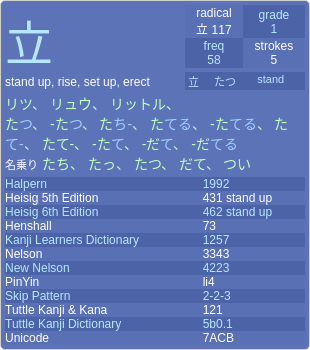 立
radical
立 117
grade
1
freq
58
strokes
5
stand up, rise, set up, erect
立 たつ stand
リツ、 リュウ、 リットル、
たつ、 -たつ、 たち-、 たてる、 -たてる、 た
て-、 たて-、 -たて、 -だて、 -だてる
名乗り たち、 たっ、 たつ、 だて、 つい
Halpern 1992
Heisig 5th Edition 431 stand up
Heisig 6th Edition 462 stand up
Henshall 73
Kanji Learners Dictionary 1257
Nelson 3343
New Nelson 4223
PinYin li4
Skip Pattern 2-2-3
Tuttle Kanji & Kana 121
Tuttle Kanji Dictionary 5b0.1
Unicode 7ACB